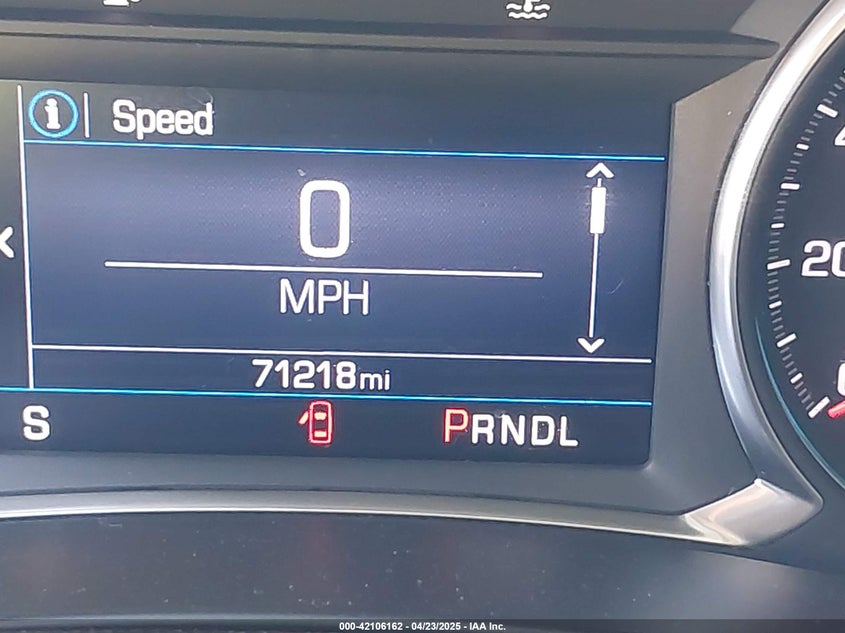 i Speed
0
MPH
20
71218mi
S PRNDL
000-42106162 - 04/23/2025 - IAA Inc.